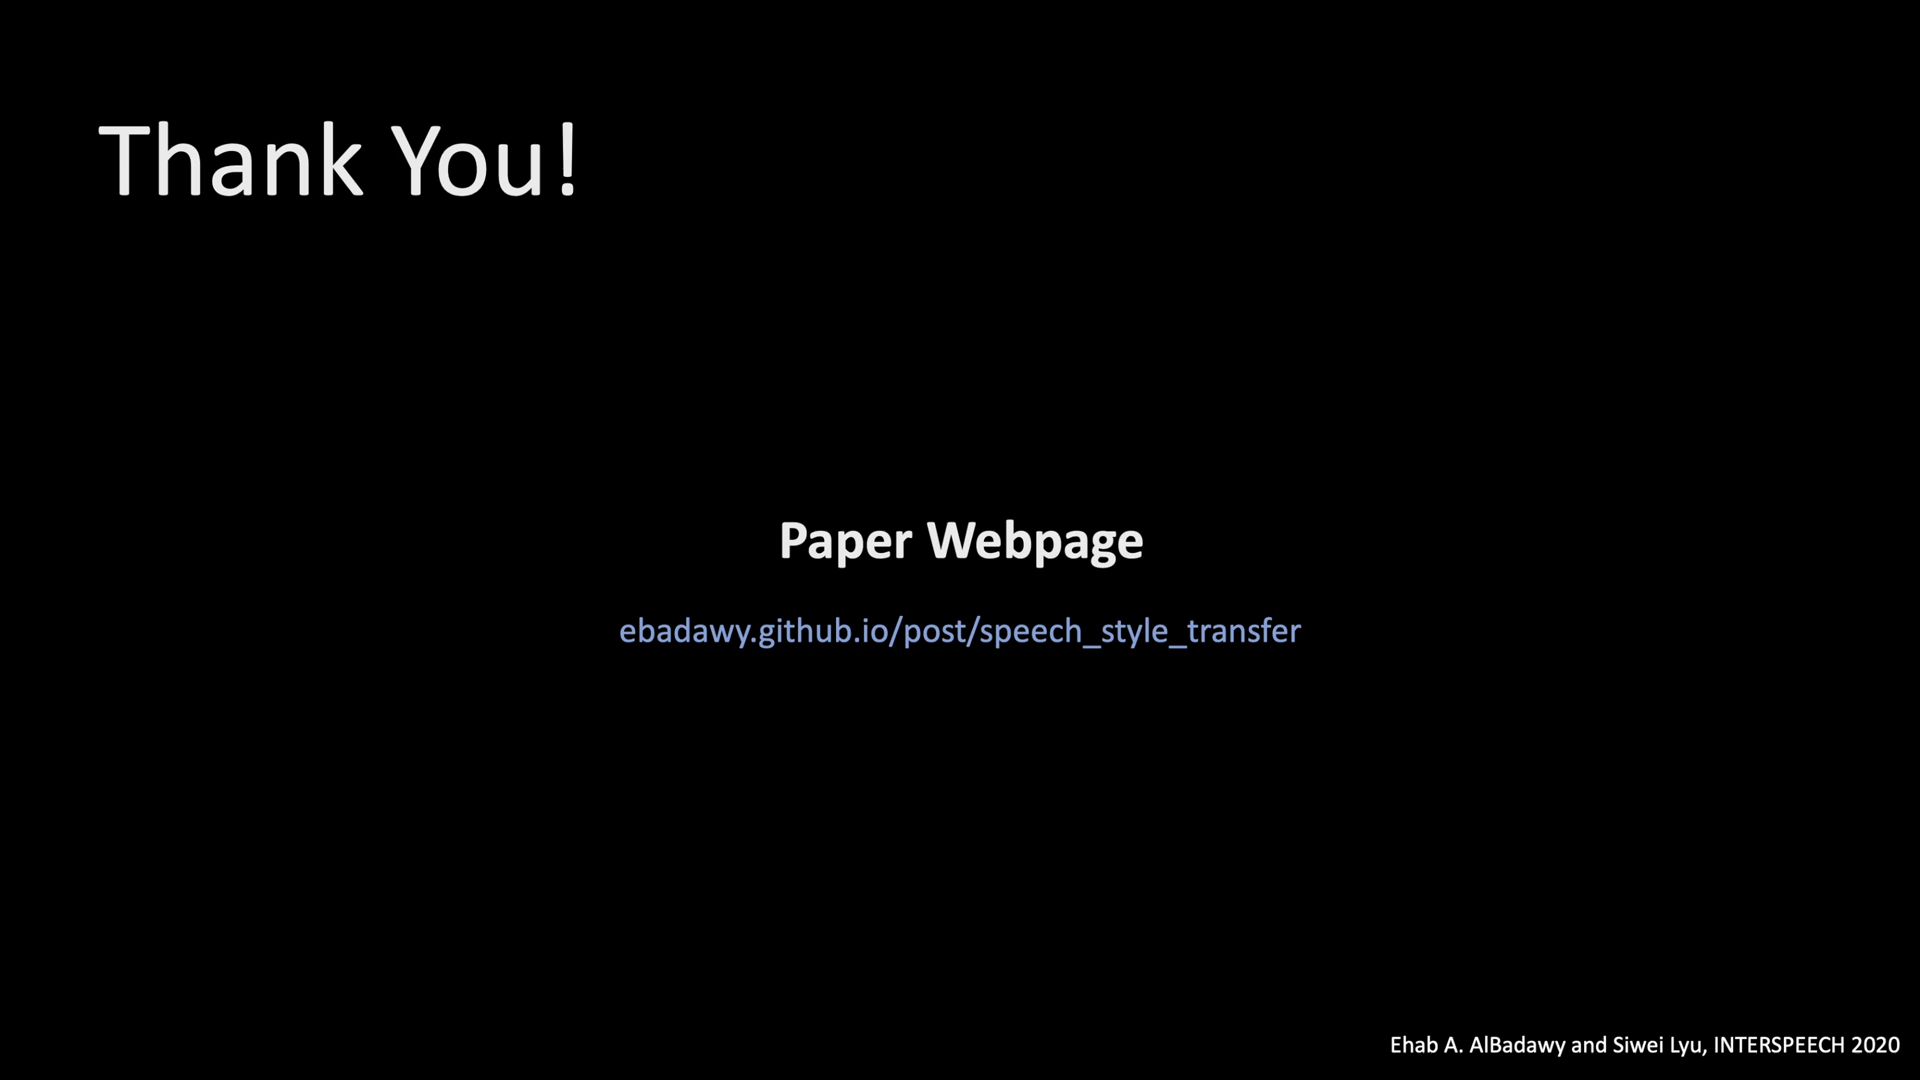 Thank You!
Paper Webpage
ebadawy.github.io/post/speech_style_transfer
Ehab A. AlBadawy and Siwei Lyu, INTERSPEECH 2020